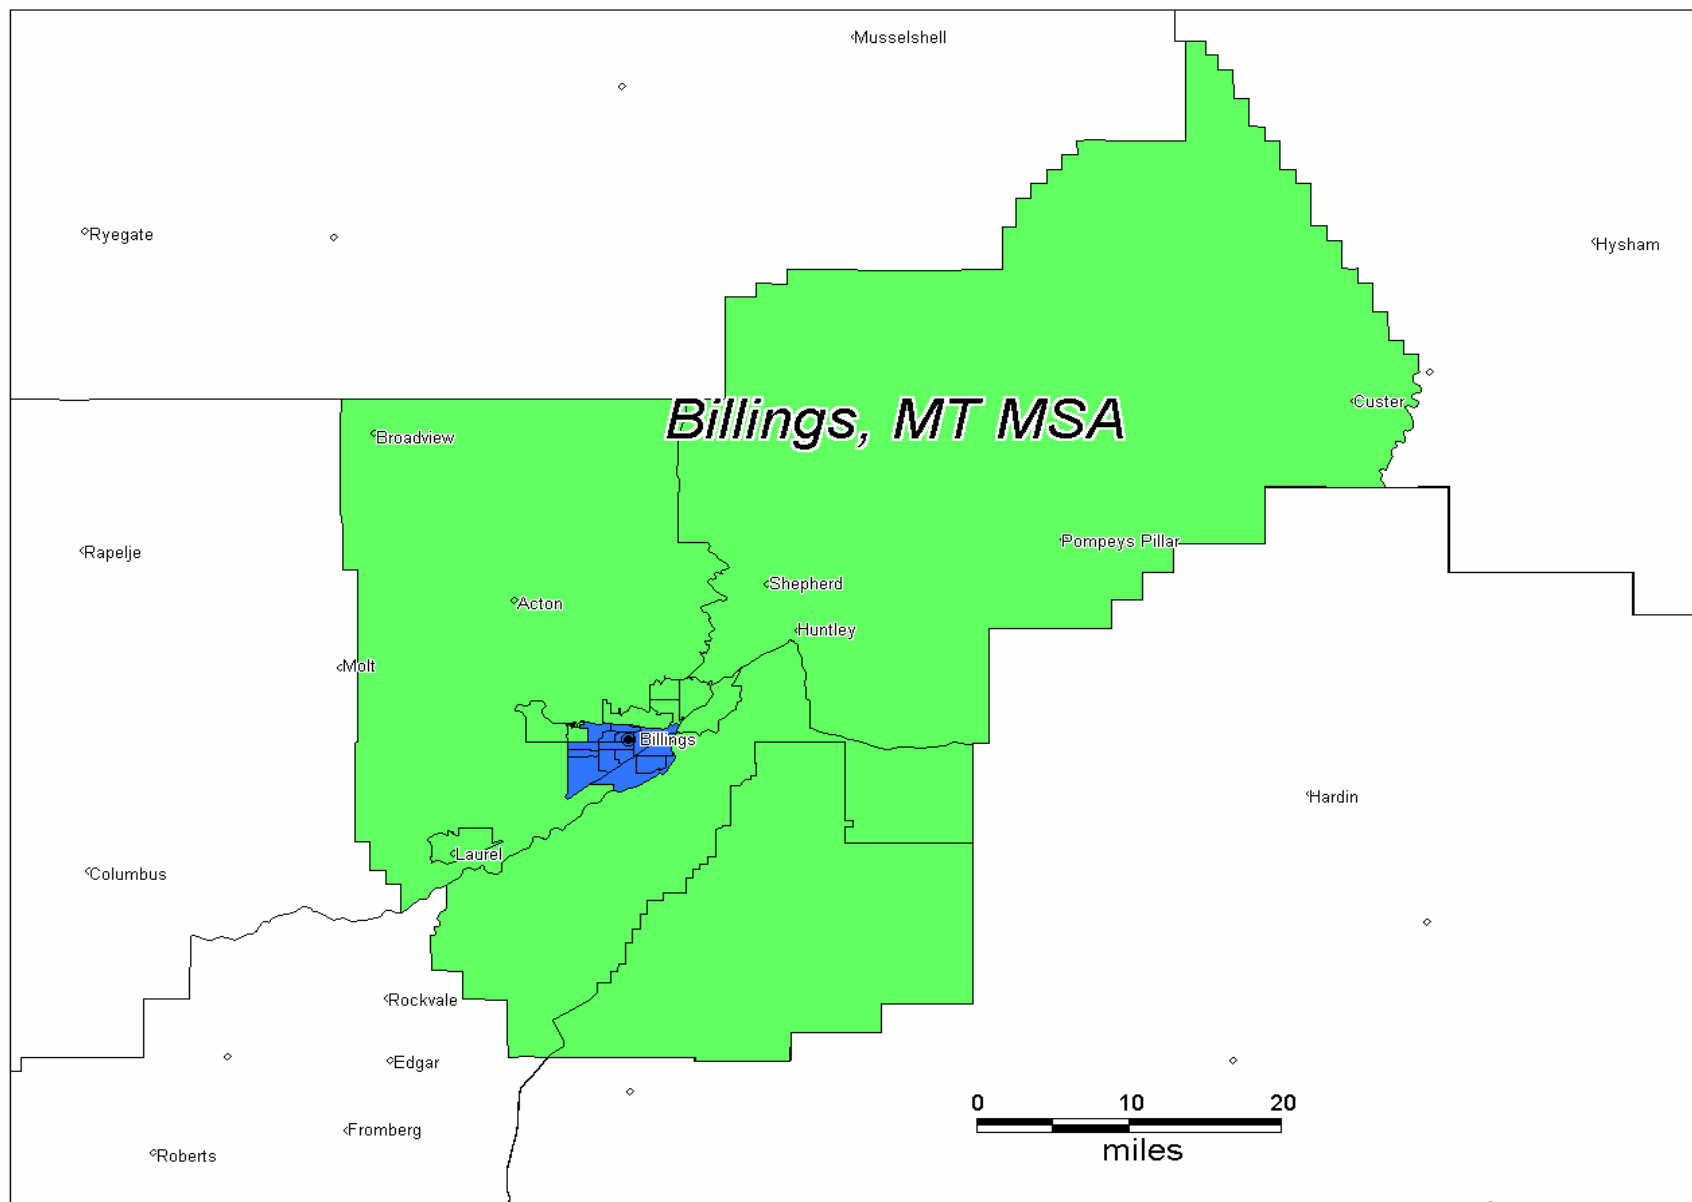 Musselshell
Ryegate
Hysham
Billings, MT MSA
Custer
Broadview
Pompeys Pillar
Rapelje
Shepherd
Acton
Huntley
Molt
Billings
Hardin
Laurel
Columbus
Rockvale
Edgar
0 10 20
miles
Fromberg
Roberts